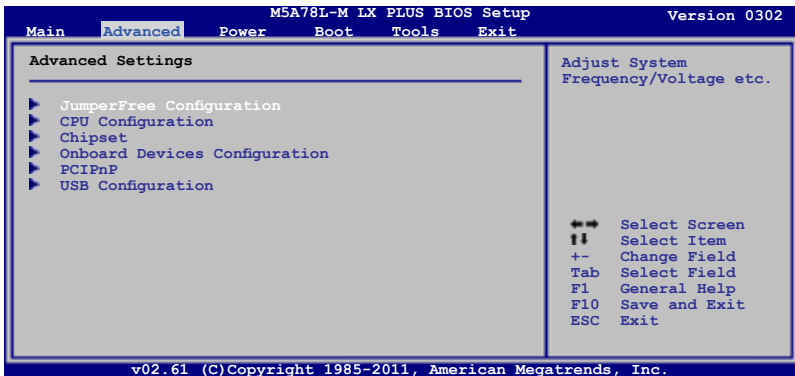 M5A78L-M LX PLUS BIOS Setup Version 0302
Main Advanced Power Boot Tools Exit
Advanced Settings
JumperFree Configuration
CPU Configuration
Chipset
Onboard Devices Configuration
PCIPnP
USB Configuration
Adjust System
Frequency/Voltage etc.
Select Screen
Select Item
+- Change Field
Tab Select Field
F1 General Help
F10 Save and Exit
ESC Exit
v02.61 (C)Copyright 1985-2011, American Megatrends, Inc.